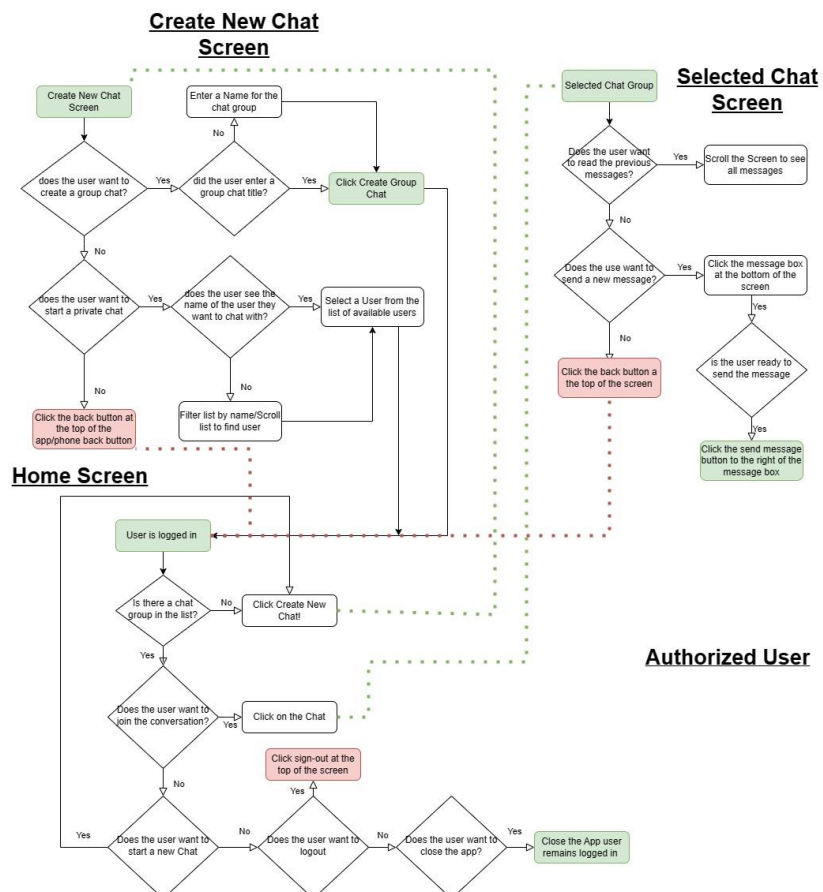 Create New Chat
Screen
Create New Chat
Screen
Enter a Name for the
chat group
No
does the user want to
create a group chat?
Yes
did the user enter a
group chat title?
Yes
Click Create Group
Chat
No
does the user want to
start a private chat
Yes
does the user see the
name of the user they
want to chat with?
Yes
Select a User from the
list of available users
No
No
Click the back button at
the top of the
app/phone back button
Filter list by name/Scroll
list to find user
Selected Chat
Screen
Selected Chat Group
Does the user want
to read the previous
messages?
Yes
Scroll the Screen to see
all messages
No
Does the use want to
send a new message?
Yes
Click the message box
at the bottom of the
screen
Yes
No
is the user ready to
send the message
Click the back button a
the top of the screen
Yes
Click the send message
button to the right of the
message box
Home Screen
User is logged in
Is there a chat
group in the list?
No
Click Create New
Chat!
Yes
Does the user want to
join the conversation?
Yes
Click on the Chat
No
Click sign-out at the
top of the screen
Yes
Yes
Does the user want to
start a new Chat
No
Does the user want to
logout
No
Does the user want to
close the app?
Yes
Close the App user
remains logged in
Authorized User